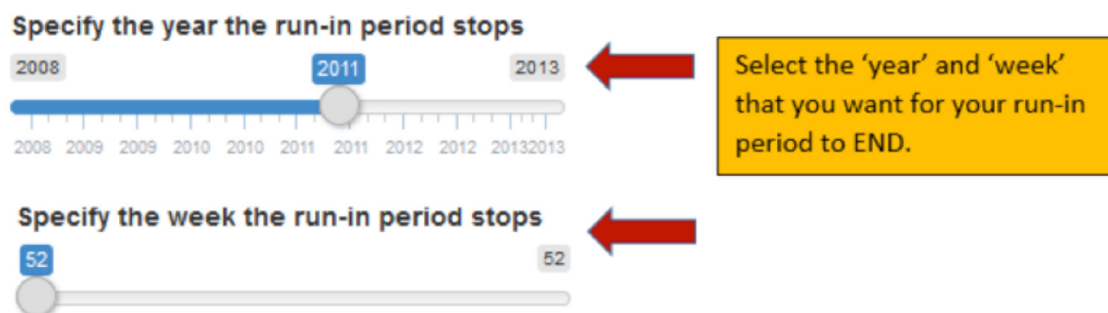 Specify the year the run-in period stops
2008 2011 2013
2008 2009 2009 2010 2010 2011 2011 2012 2012 20132013
Select the ‘year’ and ‘week’
that you want for your run-in
period to END.
Specify the week the run-in period stops
52 52